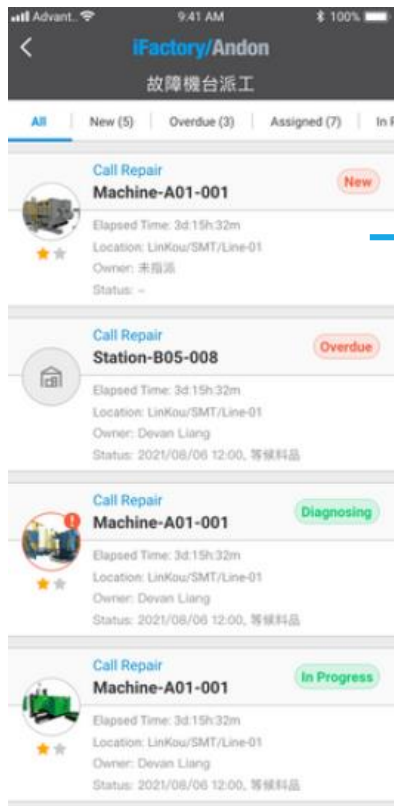 Advant..
9:41 AM
100%
iFactory/Andon
故障機台派工
All
New (5)
Overdue (3)
Assigned (7)
In P
Call Repair
Machine-A01-001
New
Elapsed Time: 3d:15h:32m
Location: LinKou/SMT/Line-01
Owner: 未指派
Status: –
Call Repair
Station-B05-008
Overdue
Elapsed Time: 3d:15h:32m
Location: LinKou/SMT/Line-01
Owner: Devan Liang
Status: 2021/08/06 12:00, 等候料品
Call Repair
Machine-A01-001
Diagnosing
Elapsed Time: 3d:15h:32m
Location: LinKou/SMT/Line-01
Owner: Devan Liang
Status: 2021/08/06 12:00, 等候料品
Call Repair
Machine-A01-001
In Progress
Elapsed Time: 3d:15h:32m
Location: LinKou/SMT/Line-01
Owner: Devan Liang
Status: 2021/08/06 12:00, 等候料品